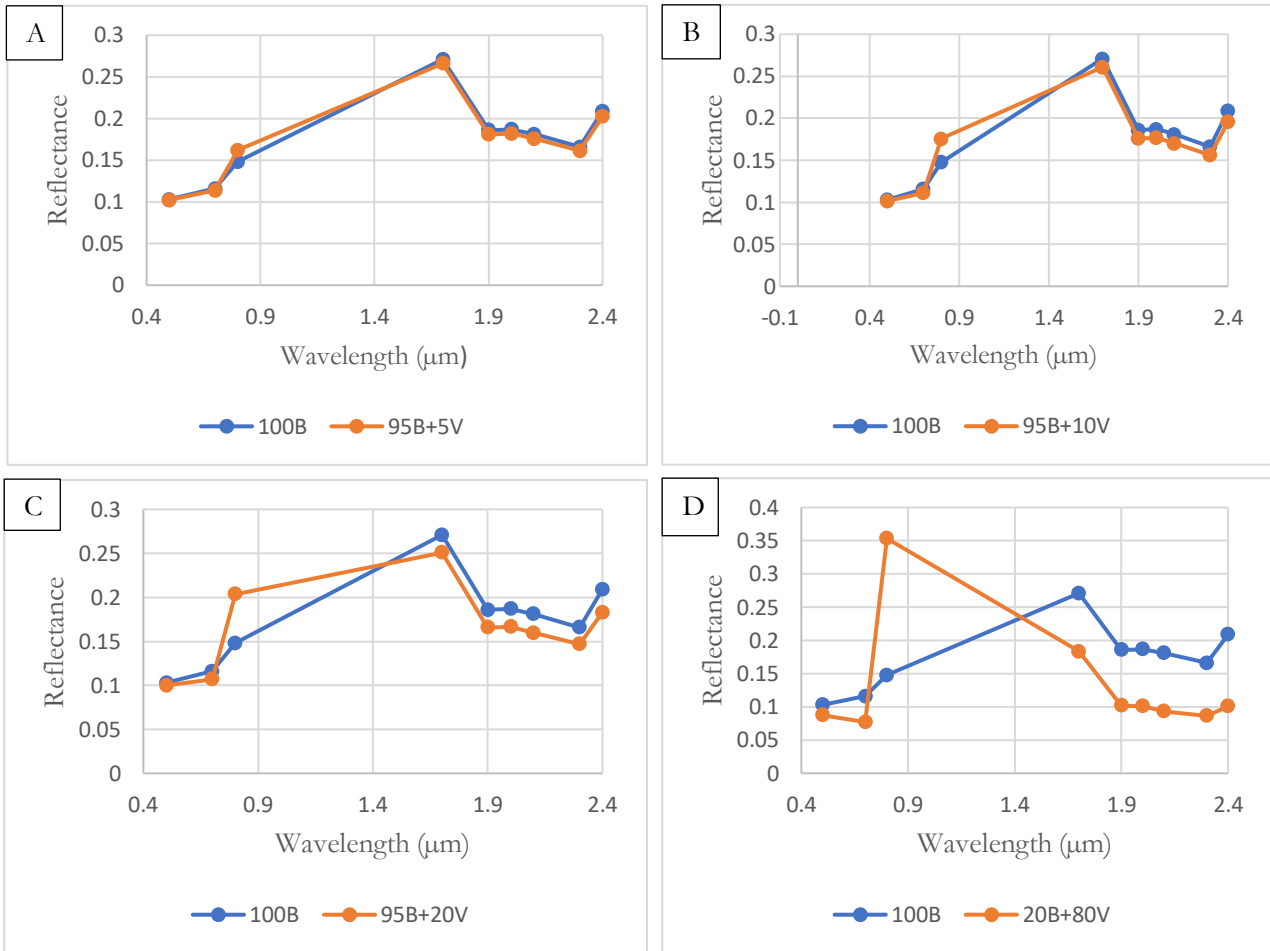 A
0.3
0.25
0.2
0.15
0.1
0.05
0
Reflectance
0.4 0.9 1.4 1.9 2.4
Wavelength (µm)
100B 95B+5V
B
0.3
0.25
0.2
0.15
0.1
0.05
0
Reflectance
-0.1 0.4 0.9 1.4 1.9 2.4
Wavelength (µm)
100B 95B+10V
C
0.3
0.25
0.2
0.15
0.1
0.05
0
Reflectance
0.4 0.9 1.4 1.9 2.4
Wavelength (µm)
100B 95B+20V
D
0.4
0.35
0.3
0.25
0.2
0.15
0.1
0.05
0
Reflectance
0.4 0.9 1.4 1.9 2.4
Wavelength (µm)
100B 20B+80V